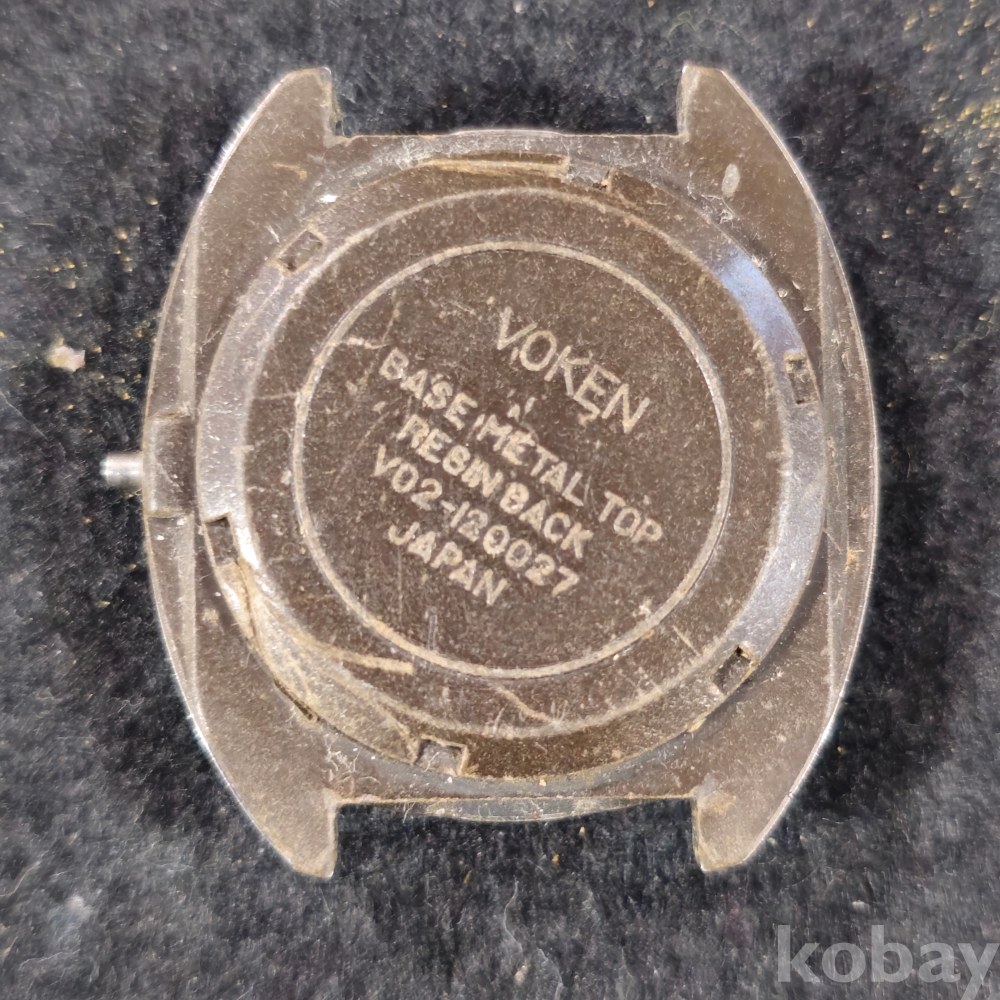 VOKEN
BASE METAL TOP
RESIN BACK
V02-120027
JAPAN
kobay